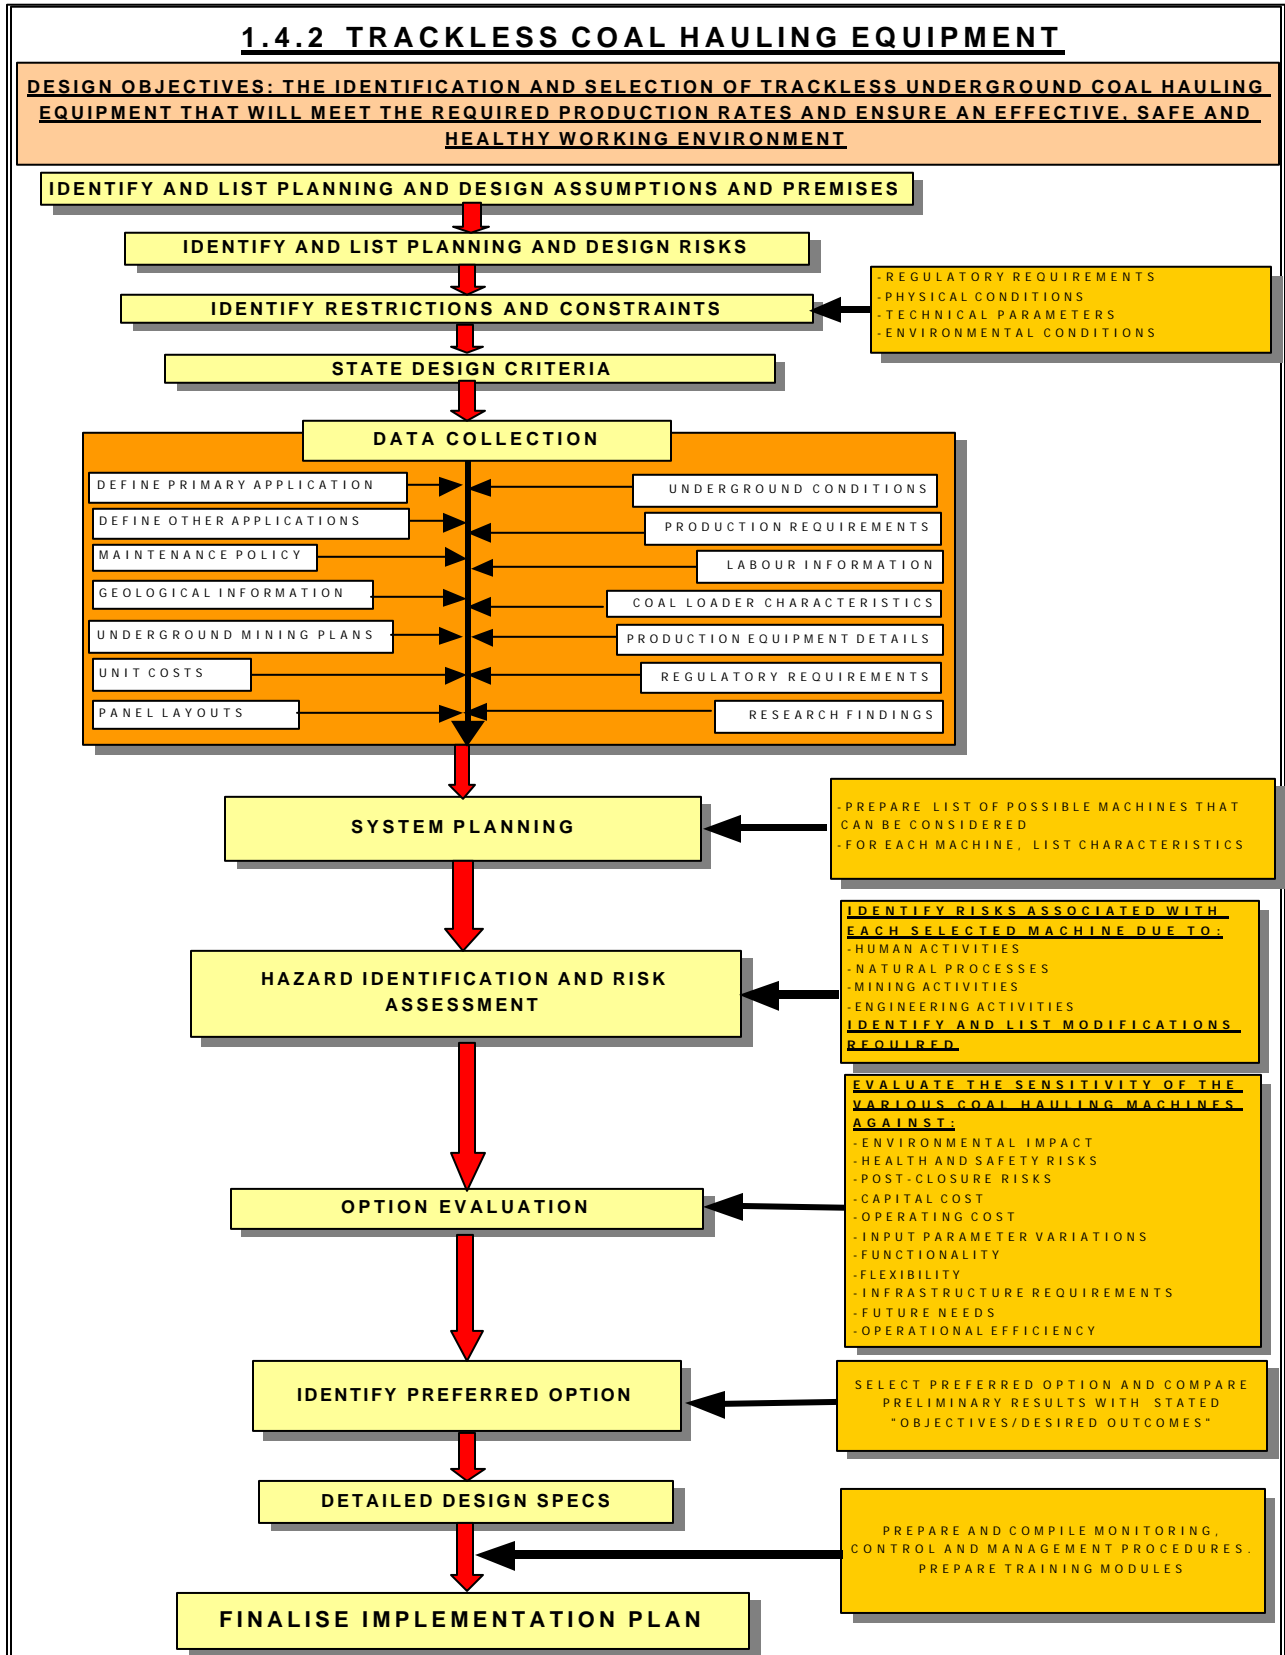 1.4.2 TRACKLESS COAL HAULING EQUIPMENT
DESIGN OBJECTIVES: THE IDENTIFICATION AND SELECTION OF TRACKLESS UNDERGROUND COAL HAULING
EQUIPMENT THAT WILL MEET THE REQUIRED PRODUCTION RATES AND ENSURE AN EFFECTIVE, SAFE AND
HEALTHY WORKING ENVIRONMENT
IDENTIFY AND LIST PLANNING AND DESIGN ASSUMPTIONS AND PREMISES
IDENTIFY AND LIST PLANNING AND DESIGN RISKS
IDENTIFY RESTRICTIONS AND CONSTRAINTS
-REGULATORY REQUIREMENTS
-PHYSICAL CONDITIONS
-TECHNICAL PARAMETERS
-ENVIRONMENTAL CONDITIONS
STATE DESIGN CRITERIA
DATA COLLECTION
DEFINE PRIMARY APPLICATION
DEFINE OTHER APPLICATIONS
MAINTENANCE POLICY
GEOLOGICAL INFORMATION
UNDERGROUND MINING PLANS
UNIT COSTS
PANEL LAYOUTS
UNDERGROUND CONDITIONS
PRODUCTION REQUIREMENTS
LABOUR INFORMATION
COAL LOADER CHARACTERISTICS
PRODUCTION EQUIPMENT DETAILS
REGULATORY REQUIREMENTS
RESEARCH FINDINGS
SYSTEM PLANNING
-PREPARE LIST OF POSSIBLE MACHINES THAT
CAN BE CONSIDERED
-FOR EACH MACHINE, LIST CHARACTERISTICS
HAZARD IDENTIFICATION AND RISK
ASSESSMENT
IDENTIFY RISKS ASSOCIATED WITH
EACH SELECTED MACHINE DUE TO:
-HUMAN ACTIVITIES
-NATURAL PROCESSES
-MINING ACTIVITIES
-ENGINEERING ACTIVITIES
IDENTIFY AND LIST MODIFICATIONS
REQUIRED
OPTION EVALUATION
EVALUATE THE SENSITIVITY OF THE
VARIOUS COAL HAULING MACHINES
AGAINST:
-ENVIRONMENTAL IMPACT
-HEALTH AND SAFETY RISKS
-POST-CLOSURE RISKS
-CAPITAL COST
-OPERATING COST
-INPUT PARAMETER VARIATIONS
-FUNCTIONALITY
-FLEXIBILITY
-INFRASTRUCTURE REQUIREMENTS
-FUTURE NEEDS
-OPERATIONAL EFFICIENCY
IDENTIFY PREFERRED OPTION
SELECT PREFERRED OPTION AND COMPARE
PRELIMINARY RESULTS WITH STATED
"OBJECTIVES/DESIRED OUTCOMES"
DETAILED DESIGN SPECS
PREPARE AND COMPILE MONITORING,
CONTROL AND MANAGEMENT PROCEDURES.
PREPARE TRAINING MODULES
FINALISE IMPLEMENTATION PLAN